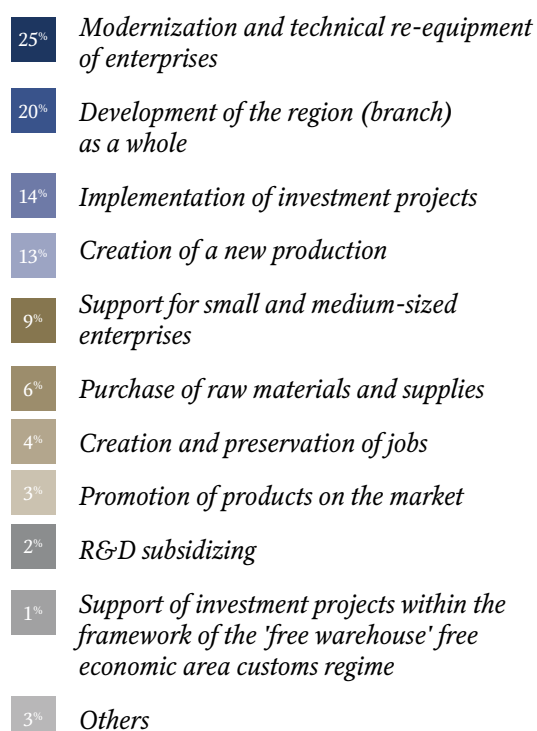 25% Modernization and technical re-equipment
of enterprises
20% Development of the region (branch)
as a whole
14% Implementation of investment projects
13% Creation of a new production
9% Support for small and medium-sized
enterprises
6% Purchase of raw materials and supplies
4% Creation and preservation of jobs
3% Promotion of products on the market
2% R&D subsidizing
1% Support of investment projects within the
framework of the 'free warehouse' free
economic area customs regime
3% Others